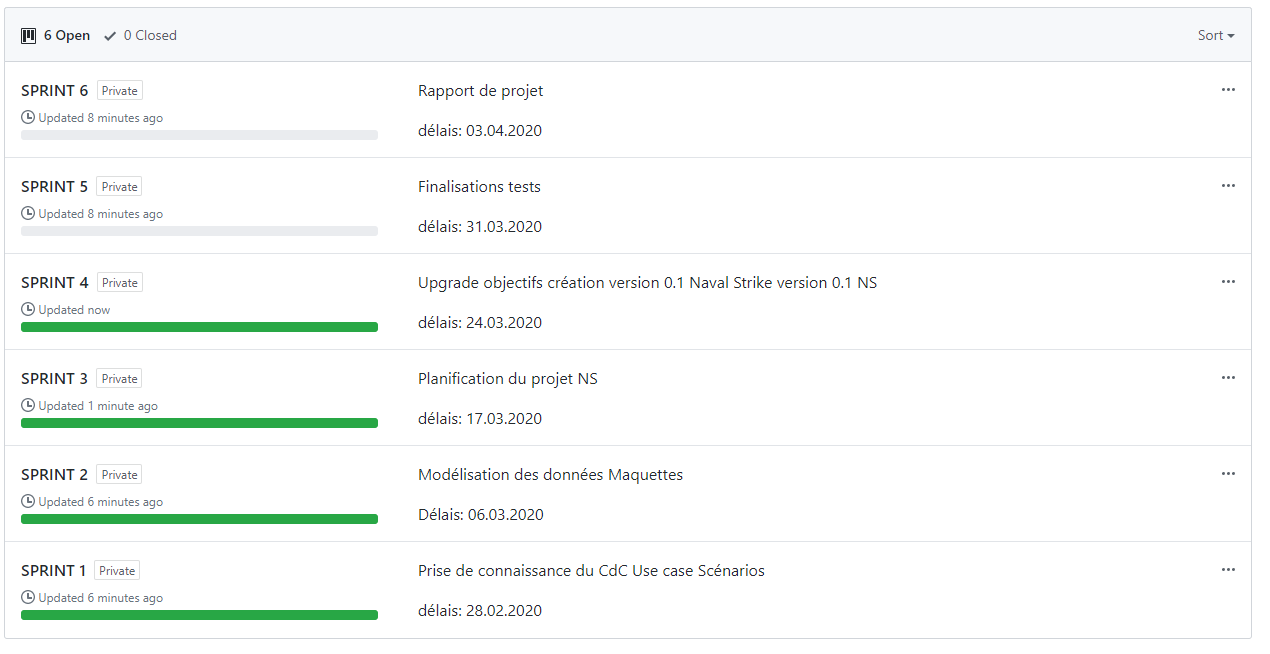 6 Open 0 Closed Sort
SPRINT 6 Private Rapport de projet
Updated 8 minutes ago
délais: 03.04.2020
SPRINT 5 Private Finalisations tests
Updated 8 minutes ago
délais: 31.03.2020
SPRINT 4 Private Upgrade objectifs création version 0.1 Naval Strike version 0.1 NS
Updated now
délais: 24.03.2020
SPRINT 3 Private Planification du projet NS
Updated 1 minute ago
délais: 17.03.2020
SPRINT 2 Private Modélisation des données Maquettes
Updated 6 minutes ago
Délais: 06.03.2020
SPRINT 1 Private Prise de connaissance du CdC Use case Scénarios
Updated 6 minutes ago
délais: 28.02.2020